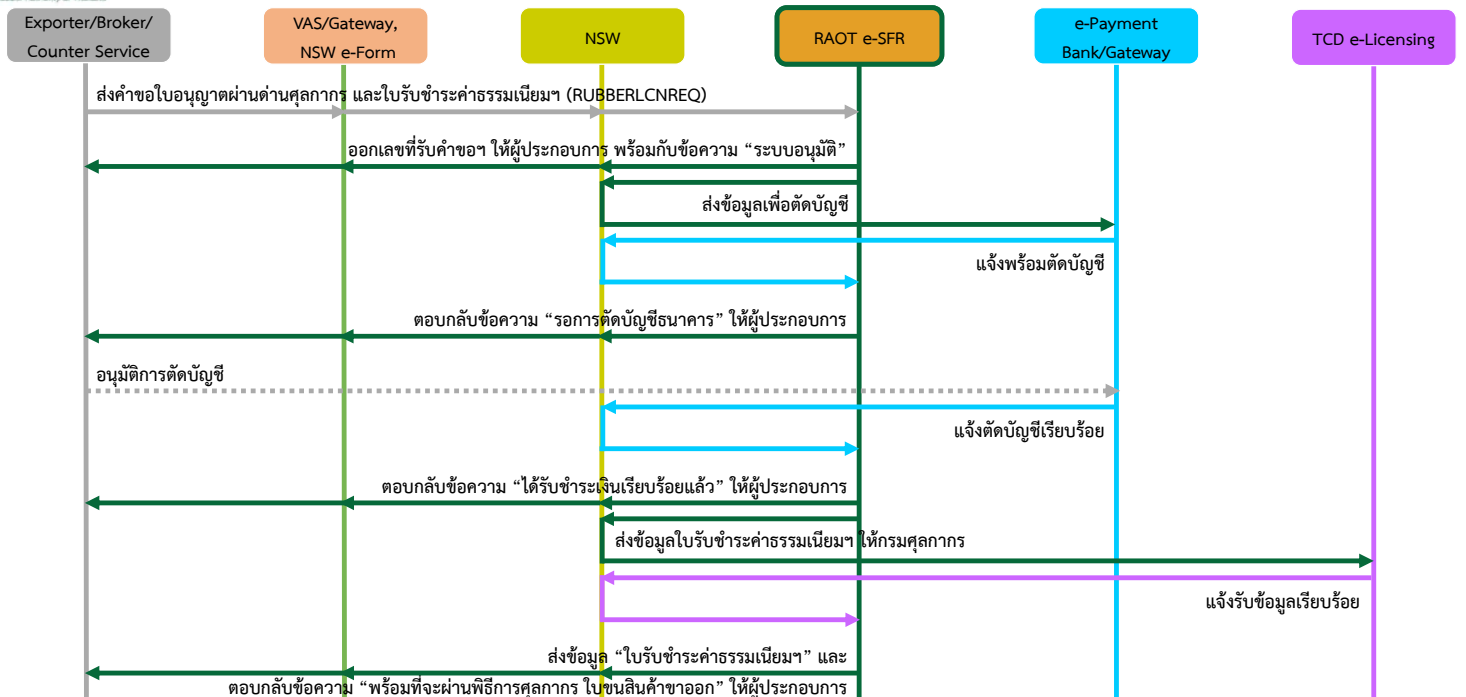 Exporter/Broker/
Counter Service
VAS/Gateway,
NSW e-Form
NSW
RAOT e-SFR
e-Payment
Bank/Gateway
TCD e-Licensing
ส่งคำขอใบอนุญาตผ่านด่านศุลกากร และใบรับชำระค่าธรรมเนียมฯ (RUBBERLCNREQ)
ออกเลขที่รับคำขอฯ ให้ผู้ประกอบการ พร้อมกับข้อความ “ระบบอนุมัติ”
ส่งข้อมูลเพื่อตัดบัญชี
แจ้งพร้อมตัดบัญชี
ตอบกลับข้อความ “รอการตัดบัญชีธนาคาร” ให้ผู้ประกอบการ
อนุมัติการตัดบัญชี
แจ้งตัดบัญชีเรียบร้อย
ตอบกลับข้อความ “ได้รับชำระเงินเรียบร้อยแล้ว” ให้ผู้ประกอบการ
ส่งข้อมูลใบรับชำระค่าธรรมเนียมฯ ให้กรมศุลกากร
แจ้งรับข้อมูลเรียบร้อย
ส่งข้อมูล “ใบรับชำระค่าธรรมเนียมฯ” และ
ตอบกลับข้อความ “พร้อมที่จะผ่านพิธีการศุลกากร ใบขนสินค้าขาออก” ให้ผู้ประกอบการ